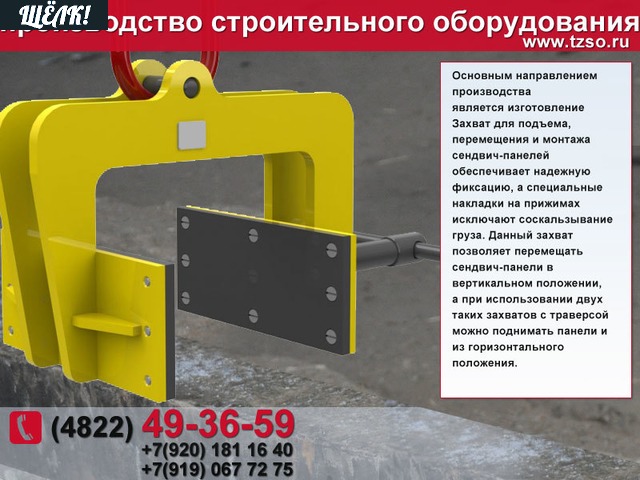 ЩЁЛК!
производство строительного оборудования
www.tzso.ru
Основным направлением
производства
является изготовление
Захват для подъема,
перемещения и монтажа
сендвич-панелей
обеспечивает надежную
фиксацию, а специальные
накладки на прижимах
исключают соскальзывание
груза. Данный захват
позволяет перемещать
сендвич-панели в
вертикальном положении,
а при использовании двух
таких захватов с траверсой
можно поднимать панели и
из горизонтального
положения.
(4822) 49-36-59
+7(920) 181 16 40
+7(919) 067 72 75